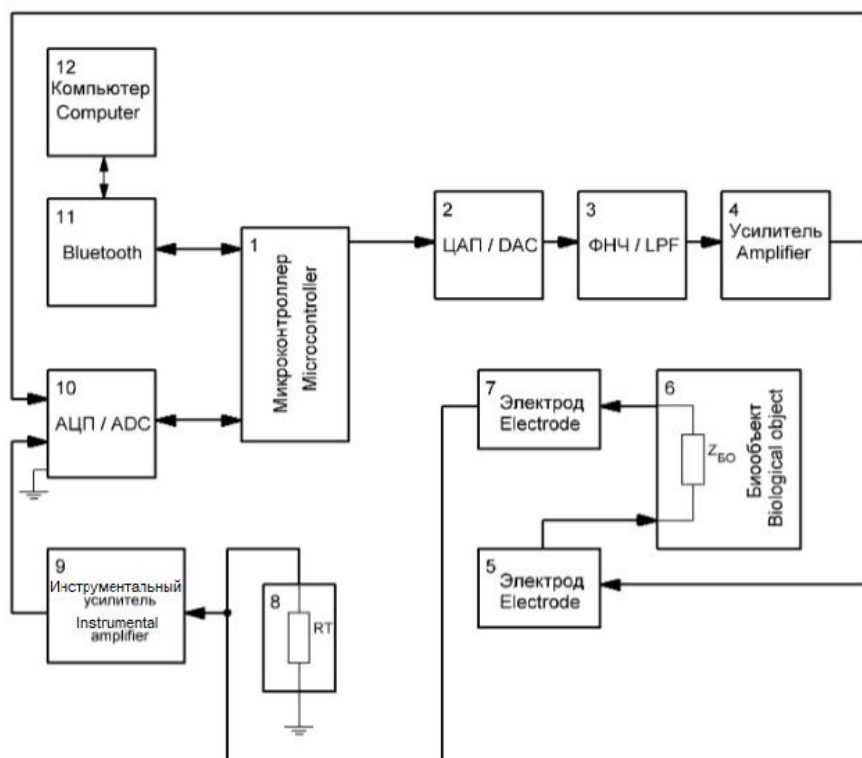 12
Компьютер
Computer
11
Bluetooth
1
Микроконтроллер
Microcontroller
2
ЦАП / DAC
3
ФНЧ / LPF
4
Усилитель
Amplifier
10
АЦП / ADC
7
Электрод
Electrode
6
Z БО
Биообъект
Biological object
5
Электрод
Electrode
9
Инструментальный
усилитель
Instrumental
amplifier
8
RT